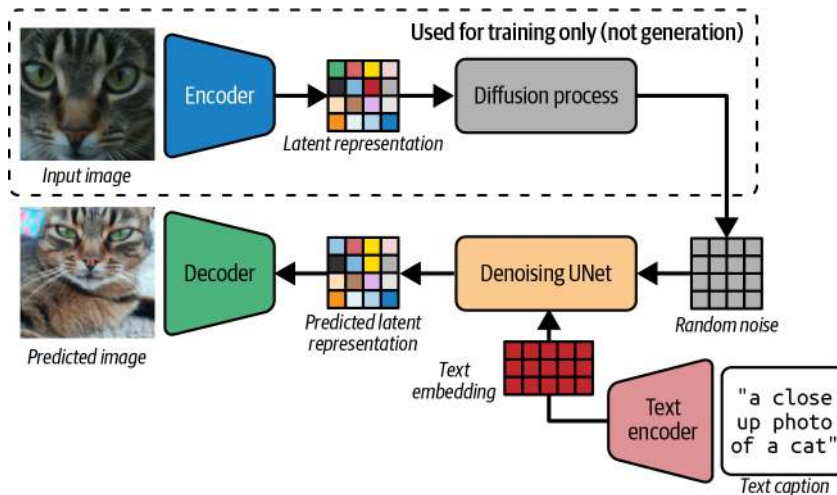 Used for training only (not generation)
Encoder
Diffusion process
Latent representation
Input image
Decoder
Denoising UNet
Random noise
Predicted image
Predicted latent
representation
Text
embedding
Text
encoder
"a close
up photo
of a cat"
Text caption